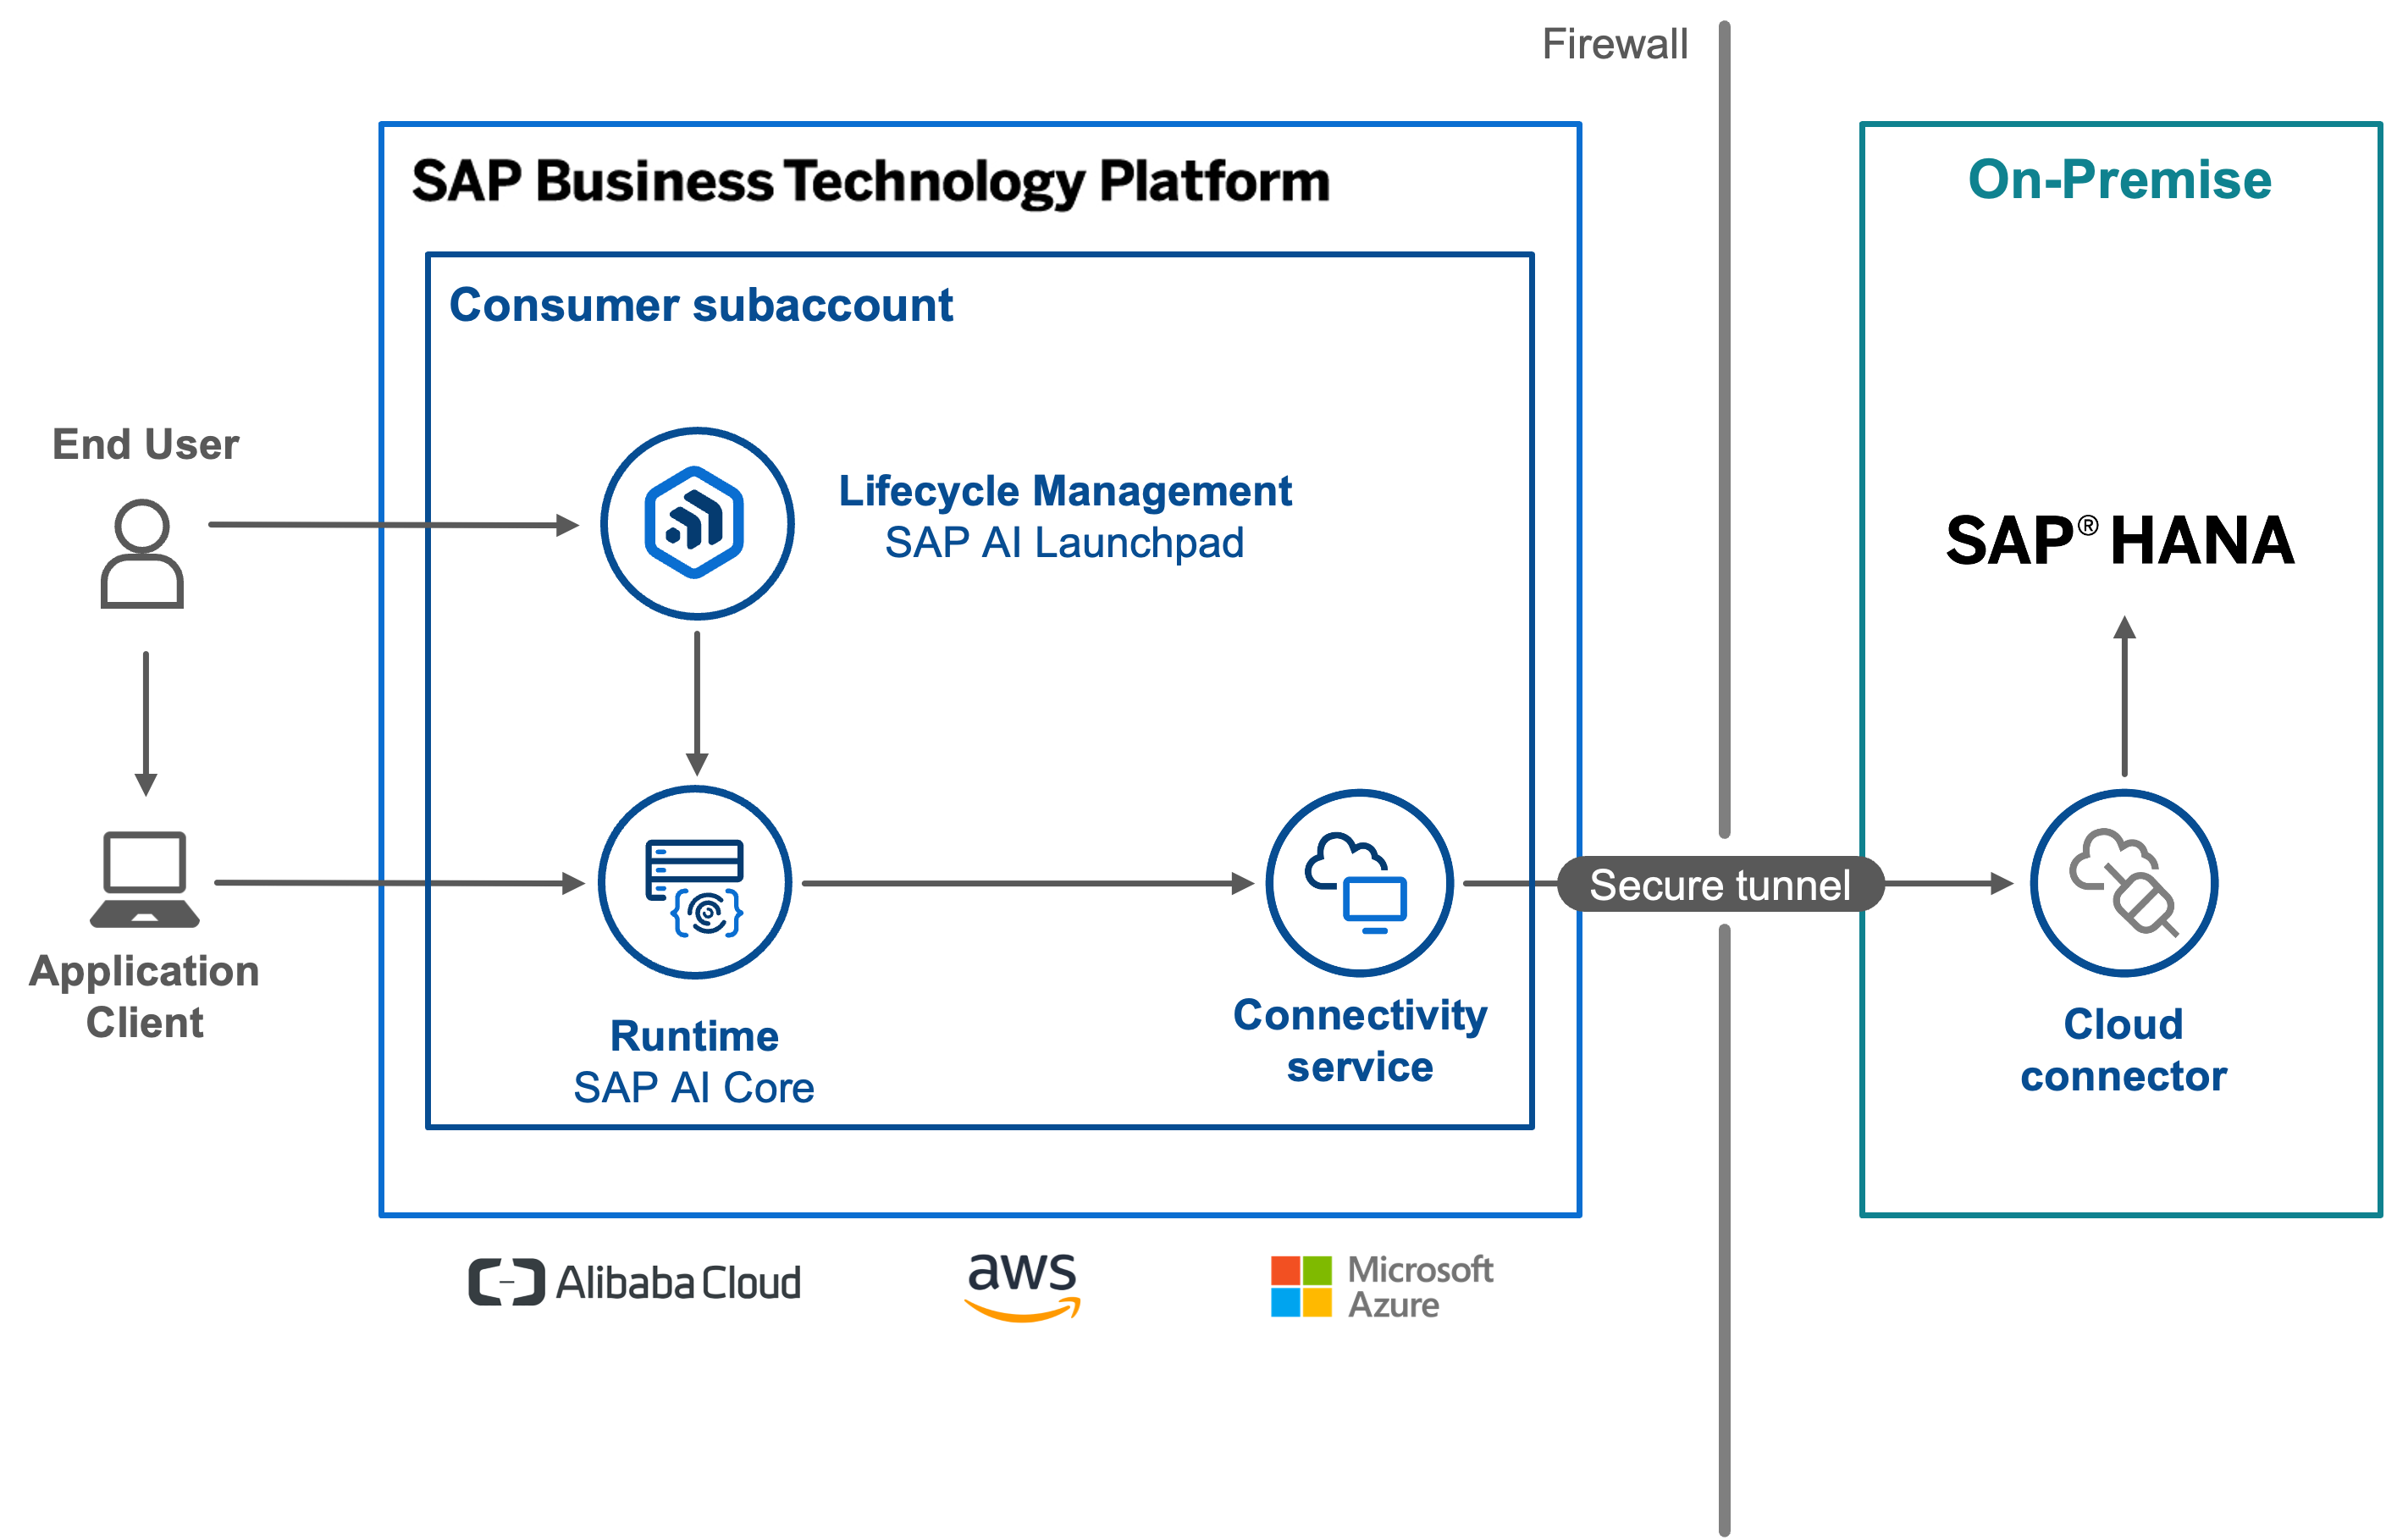 Firewall
SAP Business Technology Platform
On-Premise
Consumer subaccount
End User
Lifecycle Management
SAP AI Launchpad
SAP® HANA
Secure tunnel
Application
Client
Runtime
SAP AI Core
Connectivity
service
Cloud
connector
Alibaba Cloud
aws
Microsoft
Azure